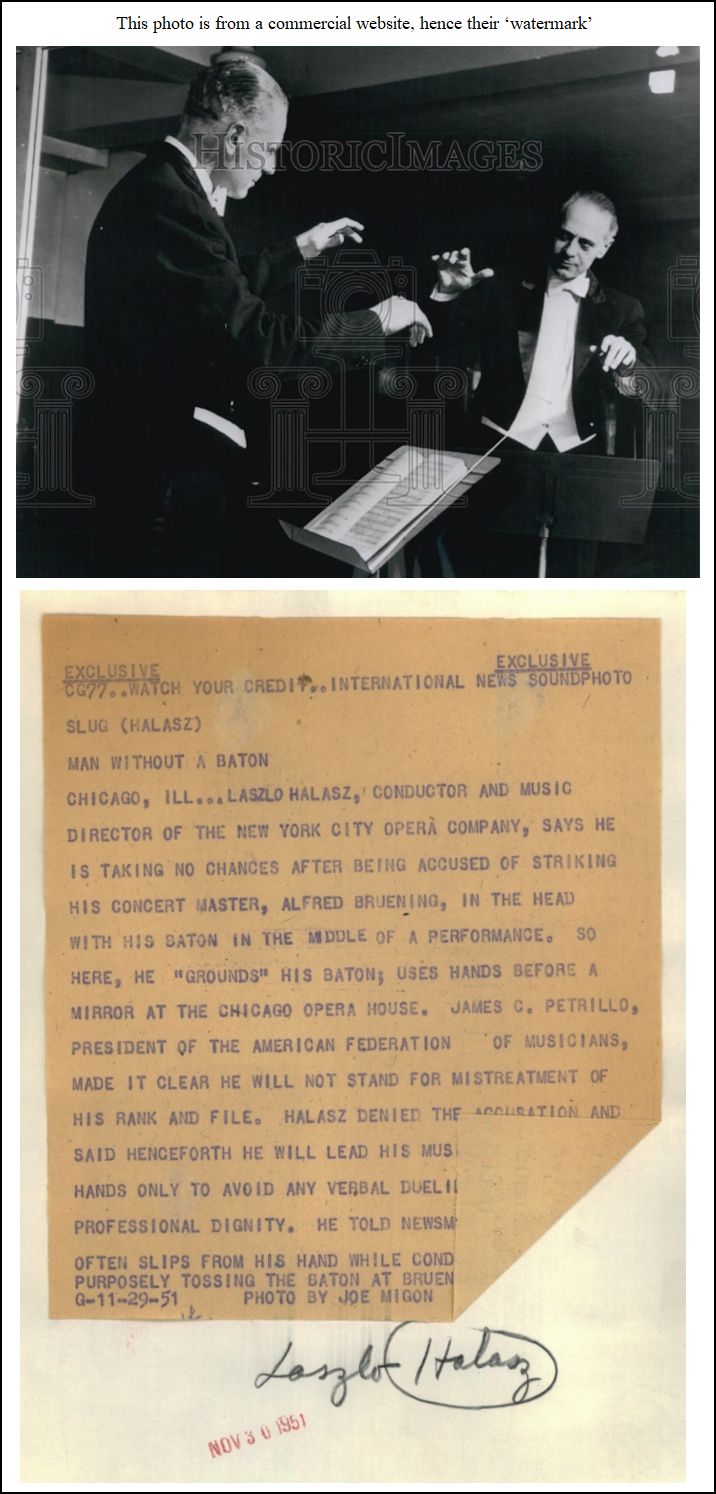 This photo is from a commercial website, hence their ‘watermark’
HISTORICIMAGES
EXCLUSIVE EXCLUSIVE
CG77..WATCH YOUR CREDIT..INTERNATIONAL NEWS SOUNDPHOTO
SLUG (HALASZ)
MAN WITHOUT A BATON
CHICAGO, ILL...LASZLO HALASZ, CONDUCTOR AND MUSIC
DIRECTOR OF THE NEW YORK CITY OPERA COMPANY, SAYS HE
IS TAKING NO CHANCES AFTER BEING ACCUSED OF STRIKING
HIS CONCERT MASTER, ALFRED BRUENING, IN THE HEAD
WITH HIS BATON IN THE MIDDLE OF A PERFORMANCE. SO
HERE, HE "GROUNDS" HIS BATON; USES HANDS BEFORE A
MIRROR AT THE CHICAGO OPERA HOUSE. JAMES C. PETRILLO,
PRESIDENT OF THE AMERICAN FEDERATION OF MUSICIANS,
MADE IT CLEAR HE WILL NOT STAND FOR MISTREATMENT OF
HIS RANK AND FILE. HALASZ DENIED THE ACCUSATION AND
SAID HENCEFORTH HE WILL LEAD HIS MUSI
HANDS ONLY TO AVOID ANY VERBAL DUELI
PROFESSIONAL DIGNITY. HE TOLD NEWSM
OFTEN SLIPS FROM HIS HAND WHILE COND
PURPOSELY TOSSING THE BATON AT BRUEN
G-11-29-51 PHOTO BY JOE MIGON
Laszlo Halasz
NOV 30 1951